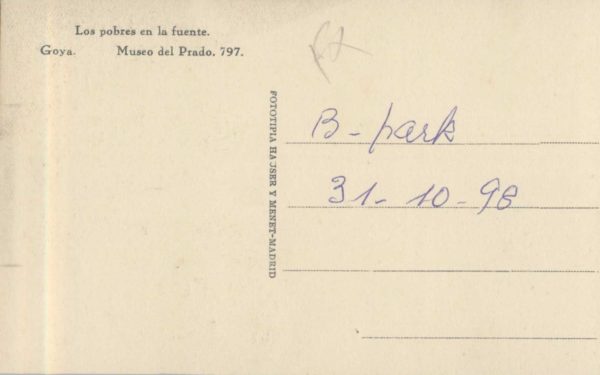 Los pobres en la fuente.
Goya. Museo del Prado, 797.
FOTOTIPIA HAUSER Y MENET-MADRID
B - park
31 - 10 - 98